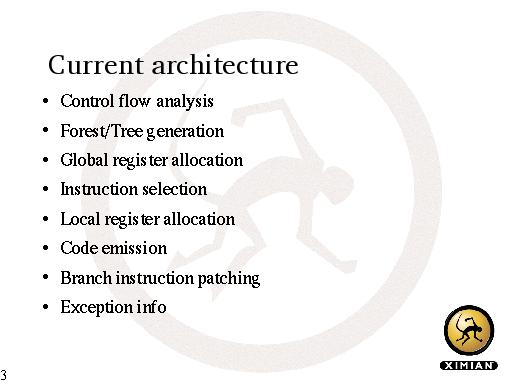 Current architecture
• Control flow analysis
• Forest/Tree generation
• Global register allocation
• Instruction selection
• Local register allocation
• Code emission
• Branch instruction patching
• Exception info
XIMIAN
3